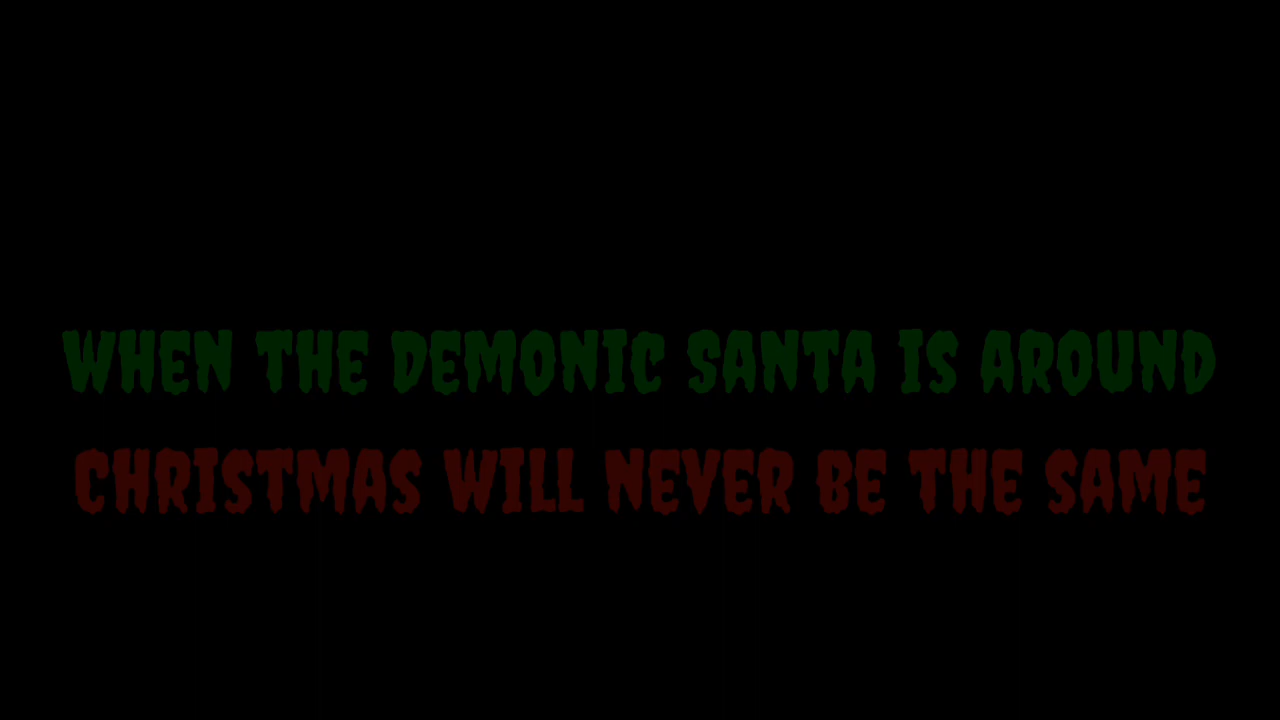 WHEN THE DEMONIC SANTA IS AROUND
CHRISTMAS WILL NEVER BE THE SAME